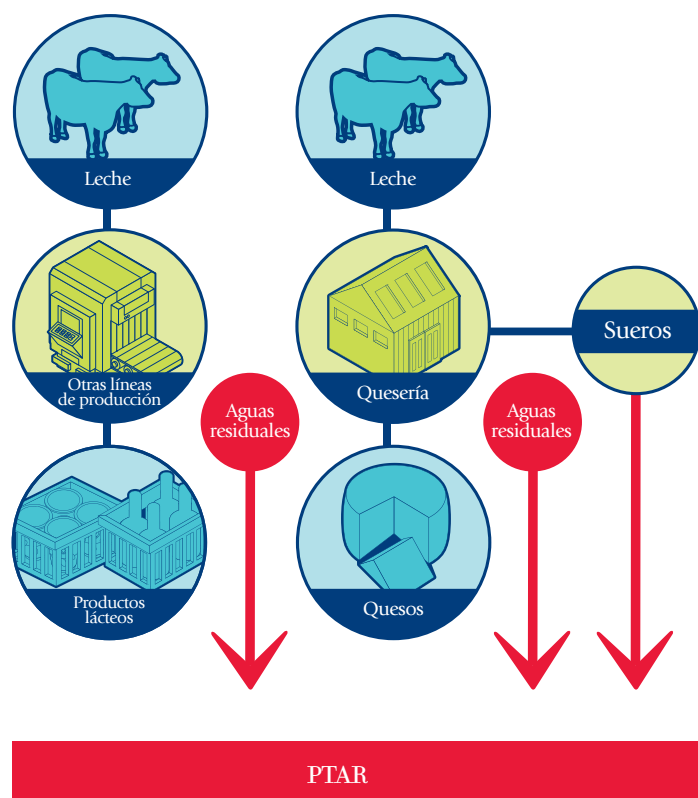 Leche
Leche
Otras líneas
de producción
Quesería
Sueros
Aguas
residuales
Aguas
residuales
Productos
lácteos
Quesos
PTAR